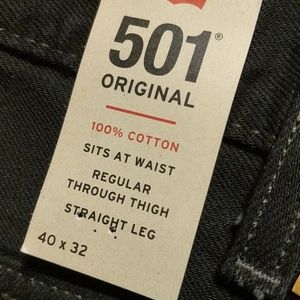 501®
ORIGINAL
100% COTTON
SITS AT WAIST
REGULAR
THROUGH THIGH
STRAIGHT LEG
40 x 32